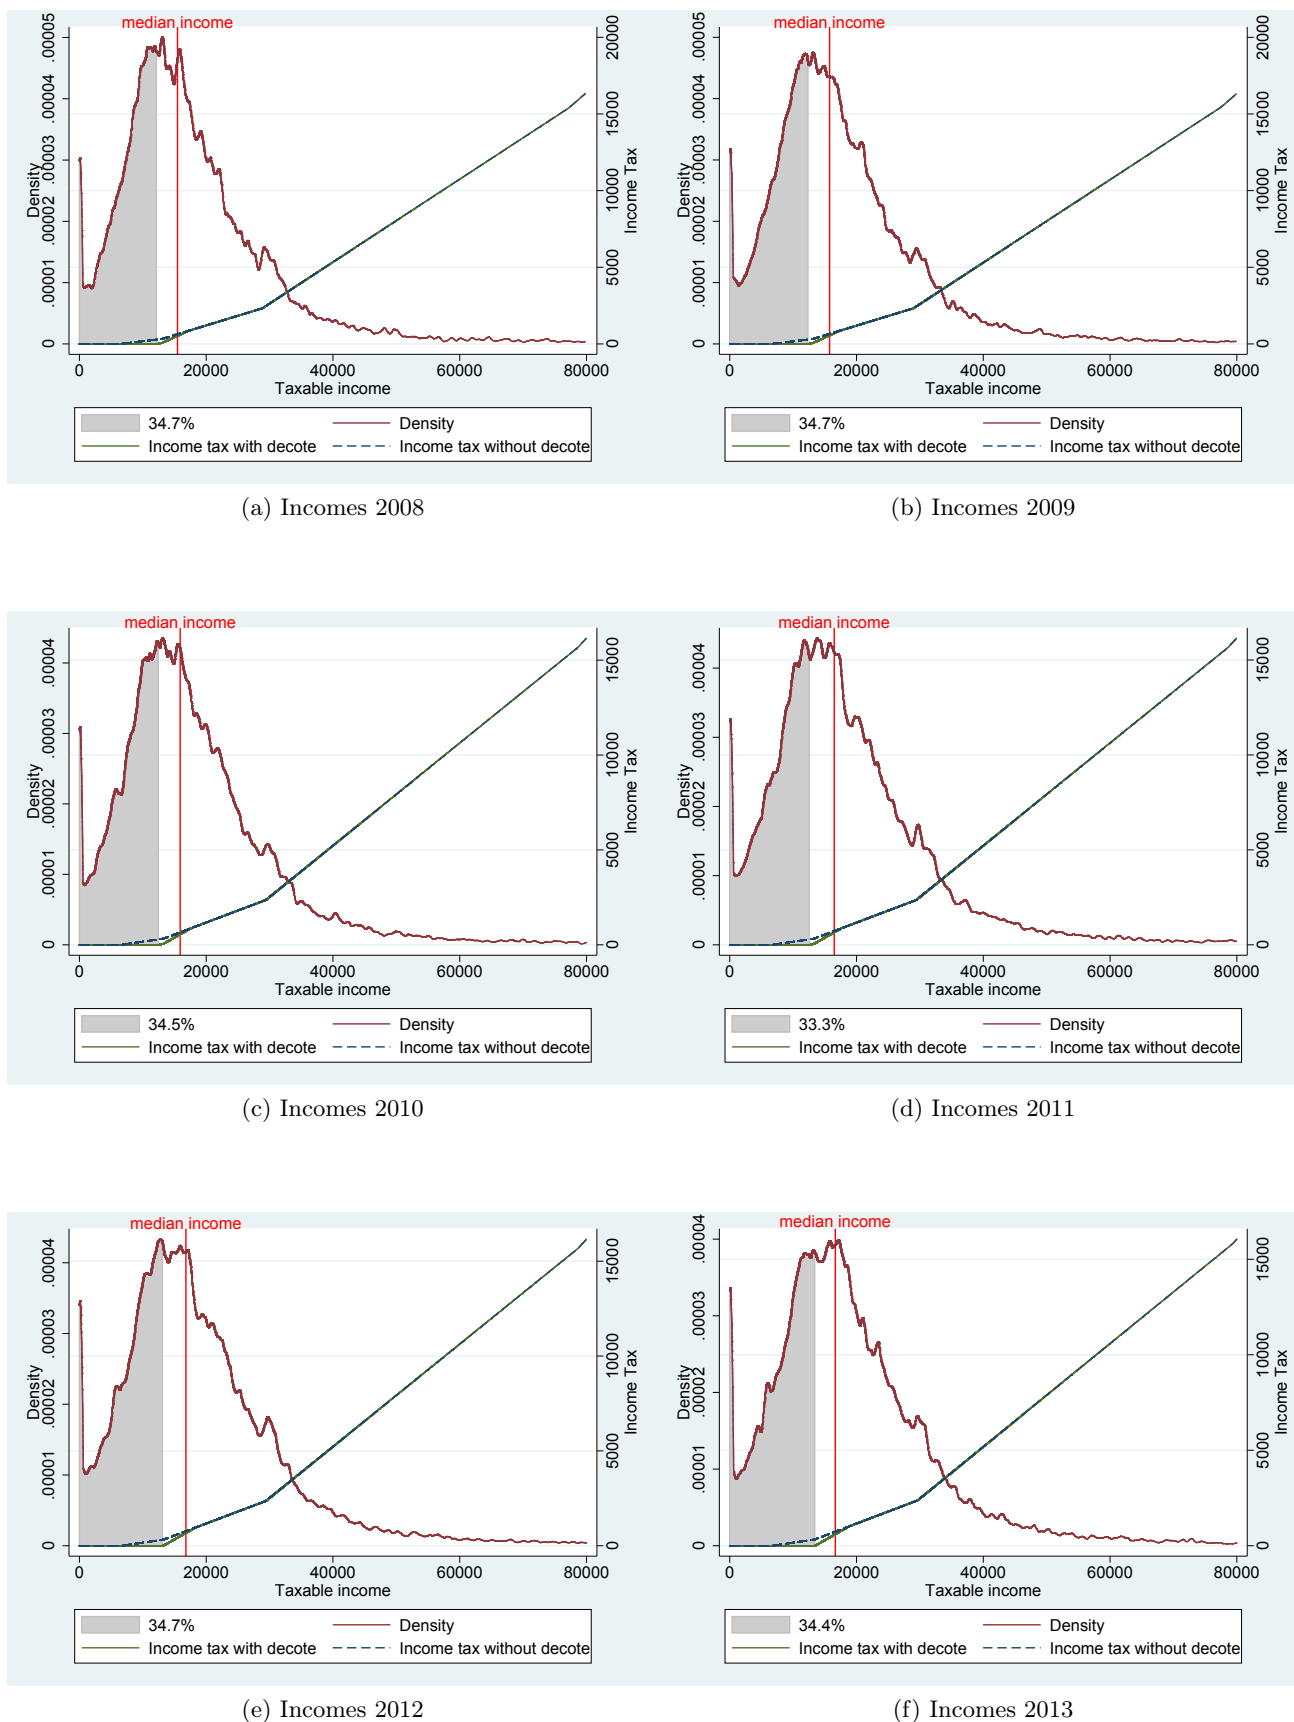 median income
Density
0 .00001 .00002 .00003 .00004 .00005
0 5000 10000 15000 20000
Income Tax
0 20000 40000 60000 80000
Taxable income
34.7% Density
Income tax with decote Income tax without decote
(a) Incomes 2008
median income
Density
0 .00001 .00002 .00003 .00004 .00005
0 5000 10000 15000 20000
Income Tax
0 20000 40000 60000 80000
Taxable income
34.7% Density
Income tax with decote Income tax without decote
(b) Incomes 2009
median income
Density
0 .00001 .00002 .00003 .00004
0 5000 10000 15000
Income Tax
0 20000 40000 60000 80000
Taxable income
34.5% Density
Income tax with decote Income tax without decote
(c) Incomes 2010
median income
Density
0 .00001 .00002 .00003 .00004
0 5000 10000 15000
Income Tax
0 20000 40000 60000 80000
Taxable income
33.3% Density
Income tax with decote Income tax without decote
(d) Incomes 2011
median income
Density
0 .00001 .00002 .00003 .00004
0 5000 10000 15000
Income Tax
0 20000 40000 60000 80000
Taxable income
34.7% Density
Income tax with decote Income tax without decote
(e) Incomes 2012
median income
Density
0 .00001 .00002 .00003 .00004
0 5000 10000 15000
Income Tax
0 20000 40000 60000 80000
Taxable income
34.4% Density
Income tax with decote Income tax without decote
(f) Incomes 2013